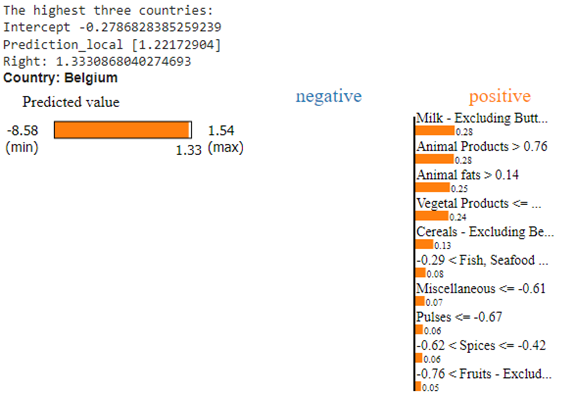 The highest three countries:
Intercept -0.2786828385259239
Prediction_local [1.22172904]
Right: 1.3330868040274693
Country: Belgium
Predicted value
-8.58
(min)
1.54
(max)
1.33
negative
positive
Milk - Excluding Butt...
0.28
Animal Products > 0.76
0.28
Animal fats > 0.14
0.25
Vegetal Products <= ...
0.24
Cereals - Excluding Be...
0.13
-0.29 < Fish, Seafood ...
0.08
Miscellaneous <= -0.61
0.07
Pulses <= -0.67
0.06
-0.62 < Spices <= -0.42
0.06
-0.76 < Fruits - Exclud...
0.05